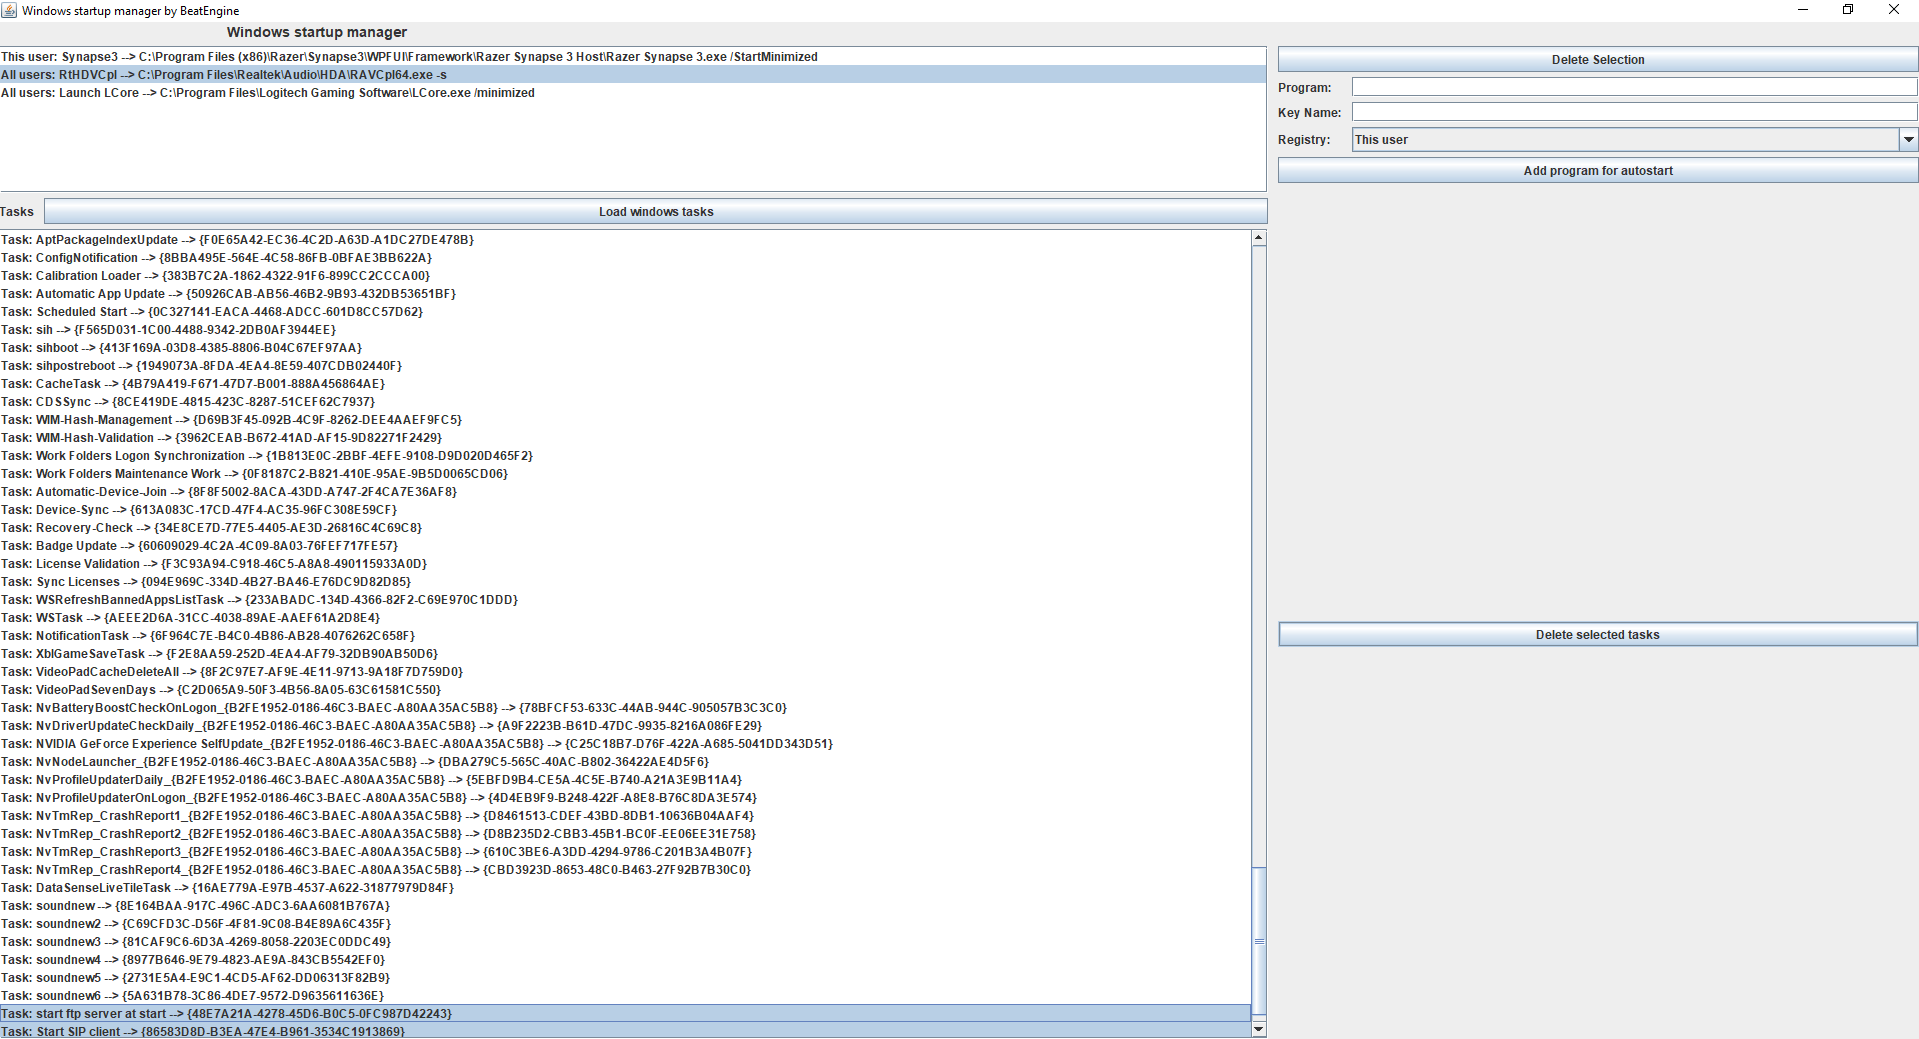 Windows startup manager by BeatEngine
Windows startup manager
This user: Synapse3 --> C:\Program Files (x86)\Razer\Synapse3\WPFUI\Framework\Razer Synapse 3 Host\Razer Synapse 3.exe /StartMinimized
All users: RtHDVCpl --> C:\Program Files\Realtek\Audio\HDA\RAVCpl64.exe -s
All users: Launch LCore --> C:\Program Files\Logitech Gaming Software\LCore.exe /minimized
Delete Selection
Program:
Key Name:
Registry: This user
Add program for autostart
Tasks Load windows tasks
Task: AptPackageIndexUpdate --> {F0E65A42-EC36-4C2D-A63D-A1DC27DE478B}
Task: ConfigNotification --> {8BBA495E-564E-4C58-86FB-0BFAE3BB622A}
Task: Calibration Loader --> {383B7C2A-1862-4322-91F6-899CC2CCCA00}
Task: Automatic App Update --> {50926CAB-AB56-46B2-9B93-432DB53651BF}
Task: Scheduled Start --> {0C327141-EACA-4468-ADCC-601D8CC57D62}
Task: sih --> {F565D031-1C00-4488-9342-2DB0AF3944EE}
Task: sihboot --> {413F169A-03D8-4385-8806-B04C67EF97AA}
Task: sihpostreboot --> {1949073A-8FDA-4EA4-8E59-407CDB02440F}
Task: CacheTask --> {4B79A419-F671-47D7-B001-888A456864AE}
Task: CDSSync --> {8CE419DE-4815-423C-8287-51CEF62C7937}
Task: WIM-Hash-Management --> {D69B3F45-092B-4C9F-8262-DEE4AAEF9FC5}
Task: WIM-Hash-Validation --> {3962CEAB-B672-41AD-AF15-9D82271F2429}
Task: Work Folders Logon Synchronization --> {1B813E0C-2BBF-4EFE-9108-D9D020D465F2}
Task: Work Folders Maintenance Work --> {0F8187C2-B821-410E-95AE-9B5D0065CD06}
Task: Automatic-Device-Join --> {8F8F5002-8ACA-43DD-A747-2F4CA7E36AF8}
Task: Device-Sync --> {613A083C-17CD-47F4-AC35-96FC308E59CF}
Task: Recovery-Check --> {34E8CE7D-77E5-4405-AE3D-26816C4C69C8}
Task: Badge Update --> {60609029-4C2A-4C09-8A03-76FEF717FE57}
Task: License Validation --> {F3C93A94-C918-46C5-A8A8-490115933A0D}
Task: Sync Licenses --> {094E969C-334D-4B27-BA46-E76DC9D82D85}
Task: WSRefreshBannedAppsListTask --> {233ABADC-134D-4366-82F2-C69E970C1DDD}
Task: WSTask --> {AEEE2D6A-31CC-4038-89AE-AAEF61A2D8E4}
Task: NotificationTask --> {6F964C7E-B4C0-4B86-AB28-4076262C658F}
Task: XblGameSaveTask --> {F2E8AA59-252D-4EA4-AF79-32DB90AB50D6}
Task: VideoPadCacheDeleteAll --> {8F2C97E7-AF9E-4E11-9713-9A18F7D759D0}
Task: VideoPadSevenDays --> {C2D065A9-50F3-4B56-8A05-63C61581C550}
Task: NvBatteryBoostCheckOnLogon_{B2FE1952-0186-46C3-BAEC-A80AA35AC5B8} --> {78BFCF53-633C-44AB-944C-905057B3C3C0}
Task: NvDriverUpdateCheckDaily_{B2FE1952-0186-46C3-BAEC-A80AA35AC5B8} --> {A9F2223B-B61D-47DC-9935-8216A086FE29}
Task: NVIDIA GeForce Experience SelfUpdate_{B2FE1952-0186-46C3-BAEC-A80AA35AC5B8} --> {C25C18B7-D76F-422A-A685-5041DD343D51}
Task: NvNodeLauncher_{B2FE1952-0186-46C3-BAEC-A80AA35AC5B8} --> {DBA279C5-565C-40AC-B802-36422AE4D5F6}
Task: NvProfileUpdaterDaily_{B2FE1952-0186-46C3-BAEC-A80AA35AC5B8} --> {5EBFD9B4-CE5A-4C5E-B740-A21A3E9B11A4}
Task: NvProfileUpdaterOnLogon_{B2FE1952-0186-46C3-BAEC-A80AA35AC5B8} --> {4D4EB9F9-B248-422F-A8E8-B76C8DA3E574}
Task: NvTmRep_CrashReport1_{B2FE1952-0186-46C3-BAEC-A80AA35AC5B8} --> {D8461513-CDEF-43BD-8DB1-10636B04AAF4}
Task: NvTmRep_CrashReport2_{B2FE1952-0186-46C3-BAEC-A80AA35AC5B8} --> {D8B235D2-CBB3-45B1-BC0F-EE06EE31E758}
Task: NvTmRep_CrashReport3_{B2FE1952-0186-46C3-BAEC-A80AA35AC5B8} --> {610C3BE6-A3DD-4294-9786-C201B3A4B07F}
Task: NvTmRep_CrashReport4_{B2FE1952-0186-46C3-BAEC-A80AA35AC5B8} --> {CBD3923D-8653-48C0-B463-27F92B7B30C0}
Task: DataSenseLiveTileTask --> {16AE779A-E97B-4537-A622-31877979D84F}
Task: soundnew --> {8E164BAA-917C-496C-ADC3-6AA6081B767A}
Task: soundnew2 --> {C69CFD3C-D56F-4F81-9C08-B4E89A6C435F}
Task: soundnew3 --> {81CAF9C6-6D3A-4269-8058-2203EC0DDC49}
Task: soundnew4 --> {8977B646-9E79-4823-AE9A-843CB5542EF0}
Task: soundnew5 --> {2731E5A4-E9C1-4CD5-AF62-DD06313F82B9}
Task: soundnew6 --> {5A631B78-3C86-4DE7-9572-D9635611636E}
Task: start ftp server at start --> {48E7A21A-4278-45D6-B0C5-0FC987D42243}
Task: Start SIP client --> {86583D8D-B3EA-47E4-B961-3534C1913869}
Delete selected tasks